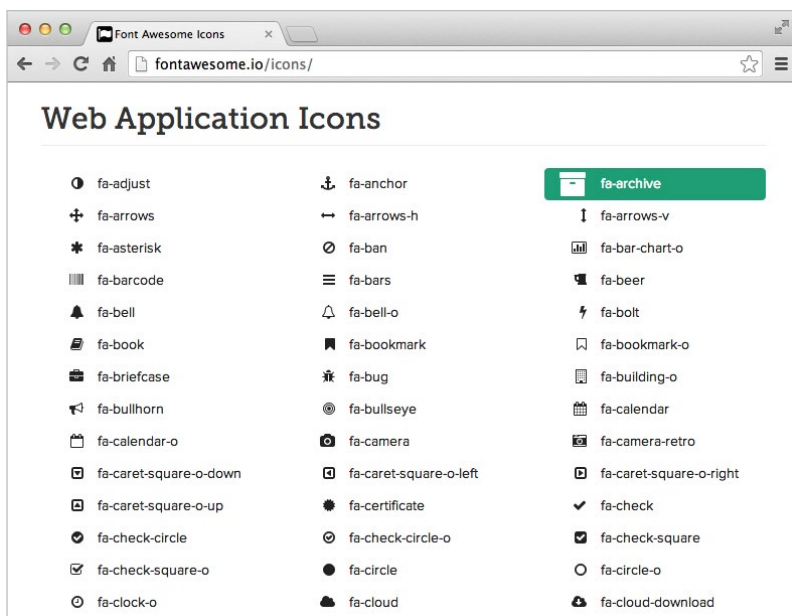 Font Awesome Icons
fontawesome.io/icons/
Web Application Icons
fa-adjust fa-anchor fa-archive
fa-arrows fa-arrows-h fa-arrows-v
fa-asterisk fa-ban fa-bar-chart-o
fa-barcode fa-bars fa-beer
fa-bell fa-bell-o fa-bolt
fa-book fa-bookmark fa-bookmark-o
fa-briefcase fa-bug fa-building-o
fa-bullhorn fa-bullseye fa-calendar
fa-calendar-o fa-camera fa-camera-retro
fa-caret-square-o-down fa-caret-square-o-left fa-caret-square-o-right
fa-caret-square-o-up fa-certificate fa-check
fa-check-circle fa-check-circle-o fa-check-square
fa-check-square-o fa-circle fa-circle-o
fa-clock-o fa-cloud fa-cloud-download